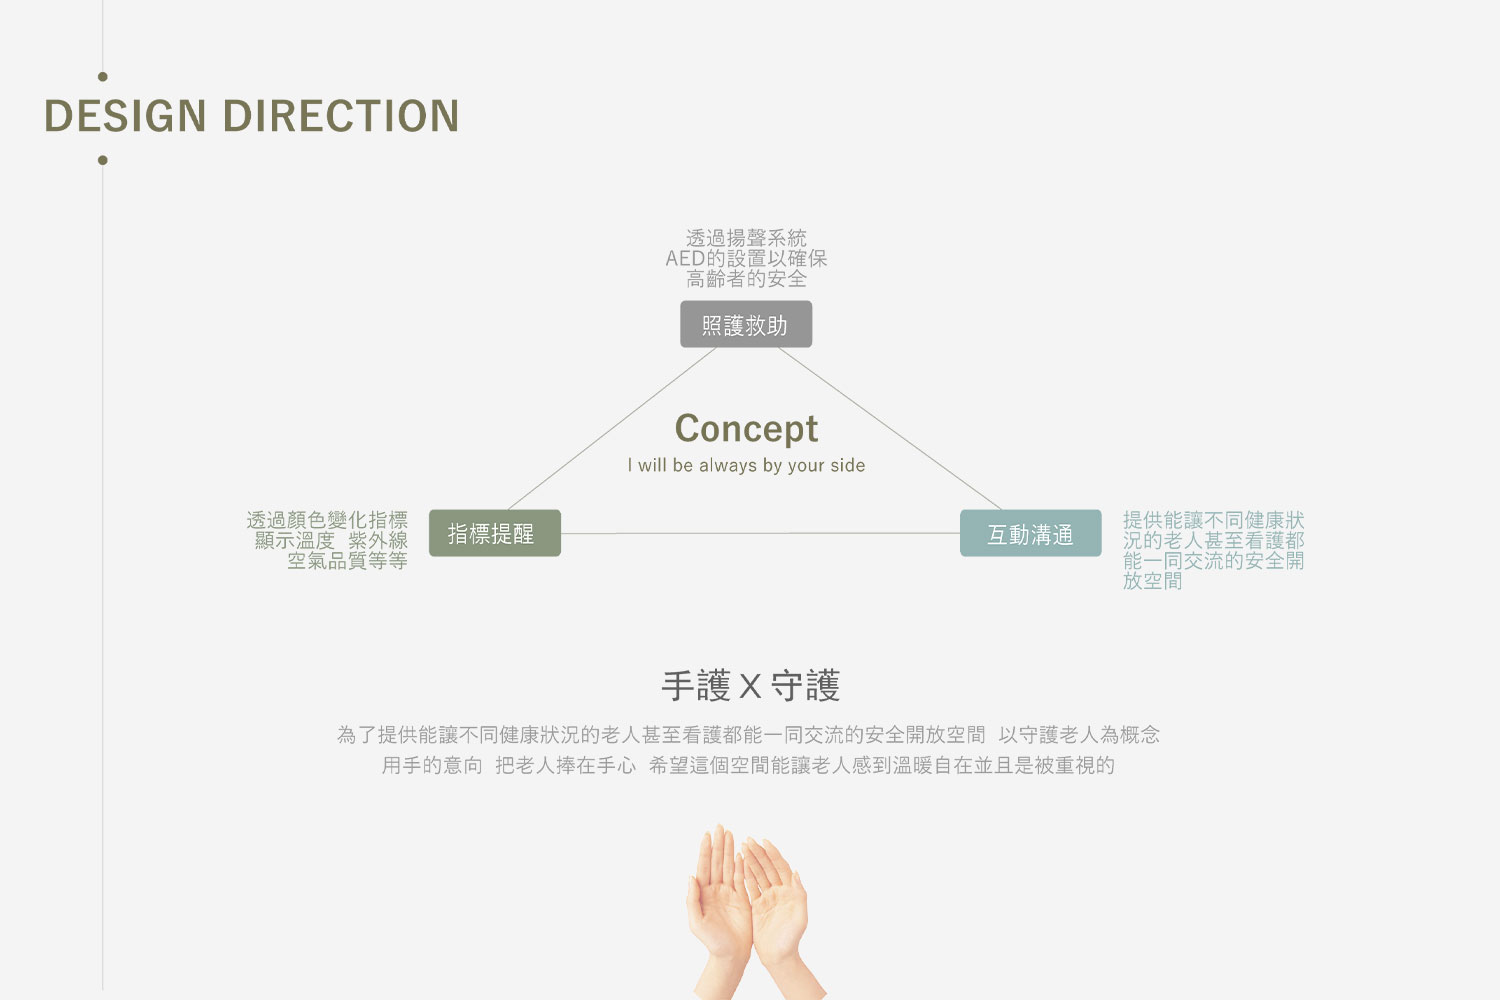 DESIGN DIRECTION
透過揚聲系統
AED的設置以確保
高齡者的安全
照護救助
Concept
I will be always by your side
透過顏色變化指標
顯示溫度 紫外線
空氣品質等等
指標提醒
互動溝通
提供能讓不同健康狀
況的老人甚至看護都
能一同交流的安全開
放空間
手護 X 守護
為了提供能讓不同健康狀況的老人甚至看護都能一同交流的安全開放空間 以守護老人為概念
用手的意向 把老人捧在手心 希望這個空間能讓老人感到溫暖自在並且是被重視的